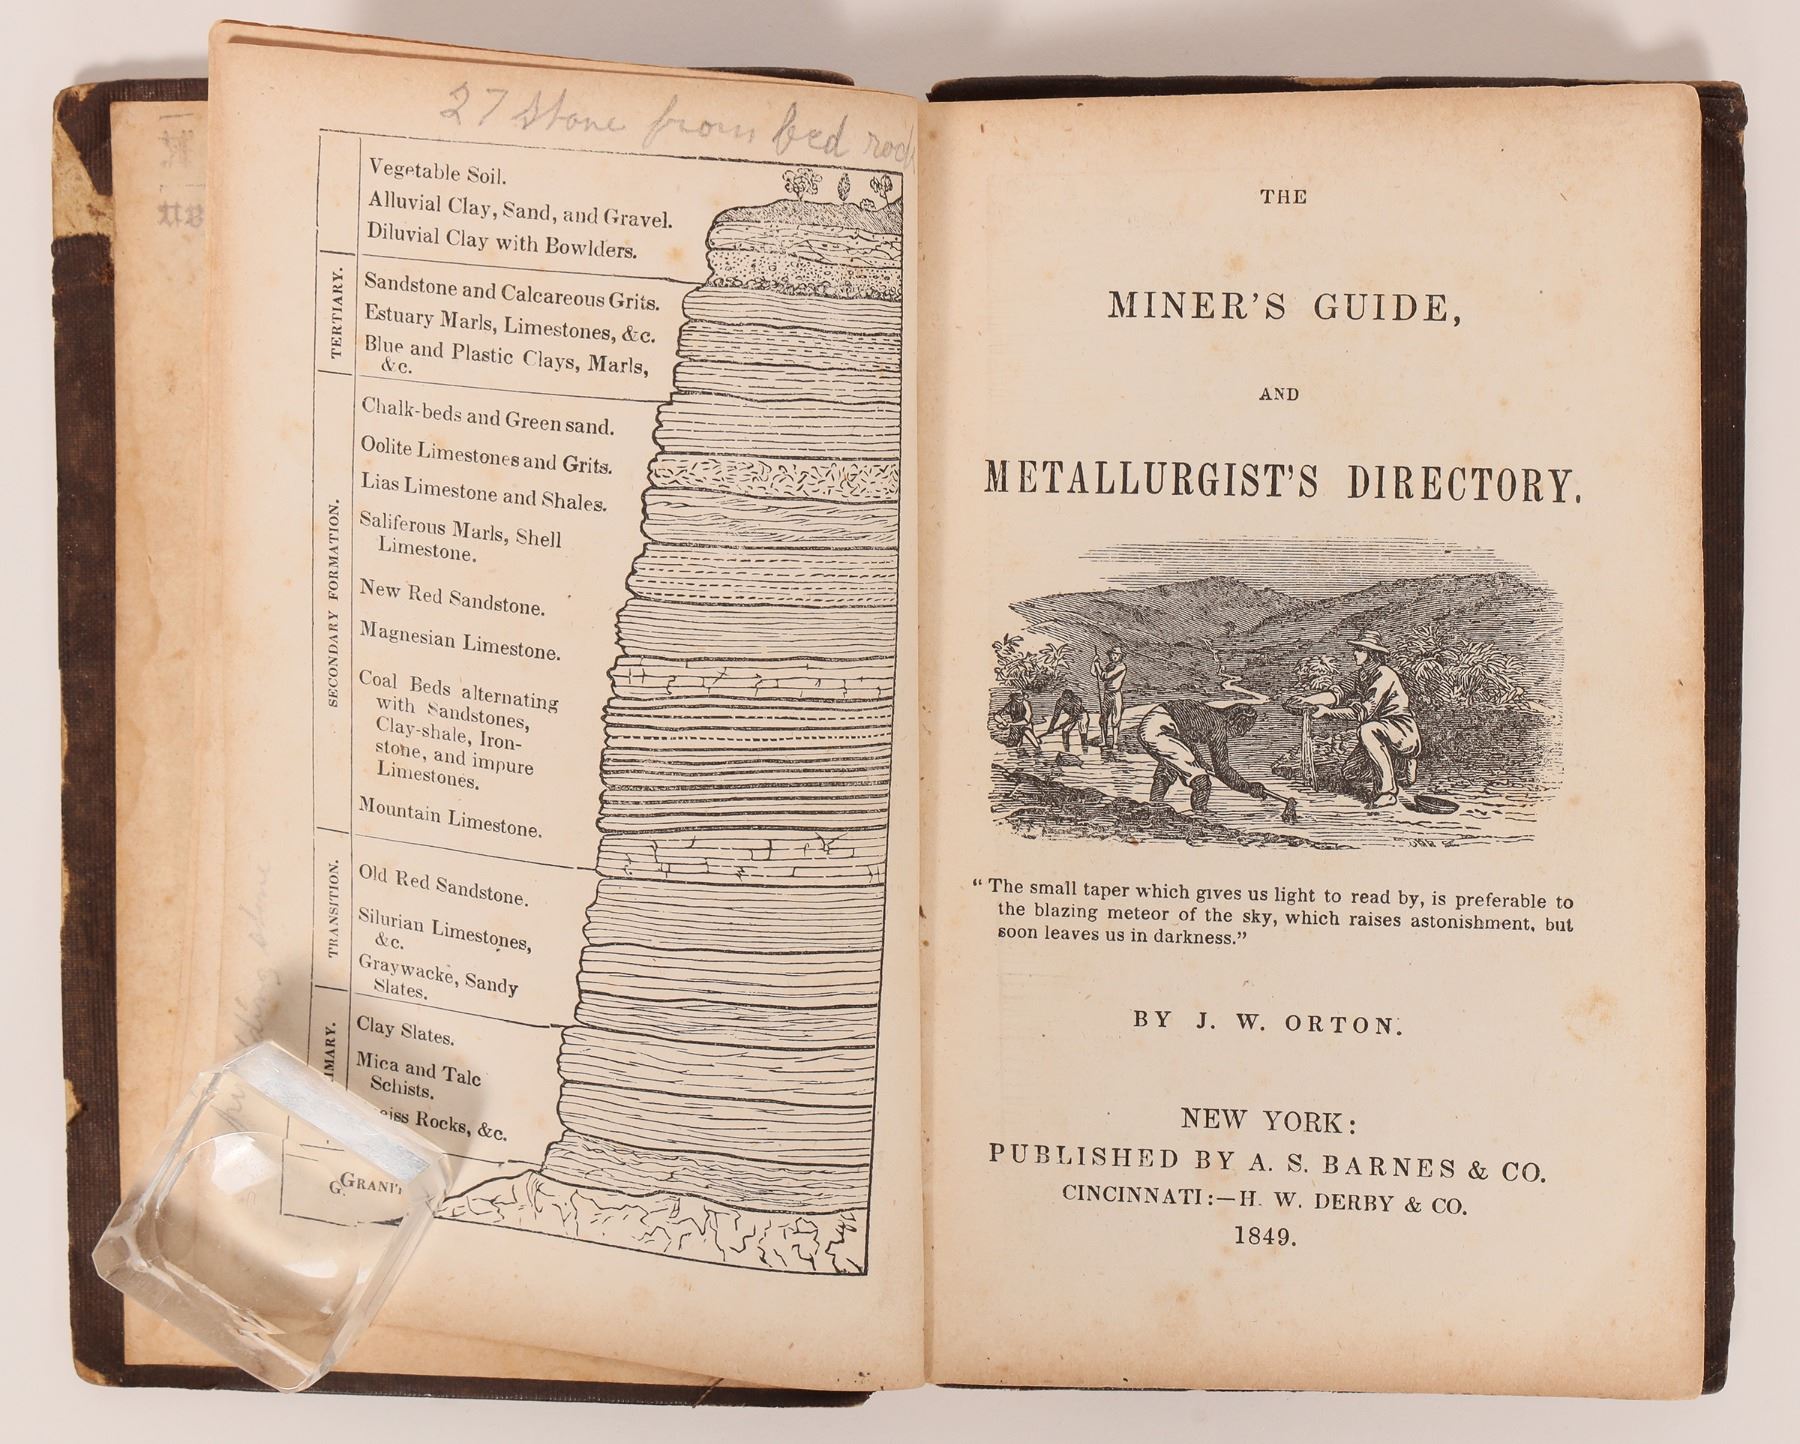 27 stone from bed rock
Vegetable Soil.
Alluvial Clay, Sand, and Gravel.
Diluvial Clay with Bowlders.
TERTIARY.
Sandstone and Calcareous Grits.
Estuary Marls, Limestones, &c.
Blue and Plastic Clays, Marls,
&c.
SECONDARY FORMATION.
Chalk-beds and Green sand.
Oolite Limestones and Grits.
Lias Limestone and Shales.
Saliferous Marls, Shell
Limestone.
New Red Sandstone.
Magnesian Limestone.
Coal Beds alternating
with Sandstones,
Clay-shale, Iron-
stone, and impure
Limestones.
Mountain Limestone.
TRANSITION.
Old Red Sandstone.
Silurian Limestones,
&c.
Graywacke, Sandy
Slates.
Clay Slates.
Mica and Talc
Schists.
Rocks, &c.
stone
THE
MINER'S GUIDE,
AND
METALLURGIST'S DIRECTORY.
"The small taper which gives us light to read by, is preferable to
the blazing meteor of the sky, which raises astonishment, but
soon leaves us in darkness."
BY J. W. ORTON.
NEW YORK:
PUBLISHED BY A. S. BARNES & CO.
CINCINNATI:—H. W. DERBY & CO.
1849.